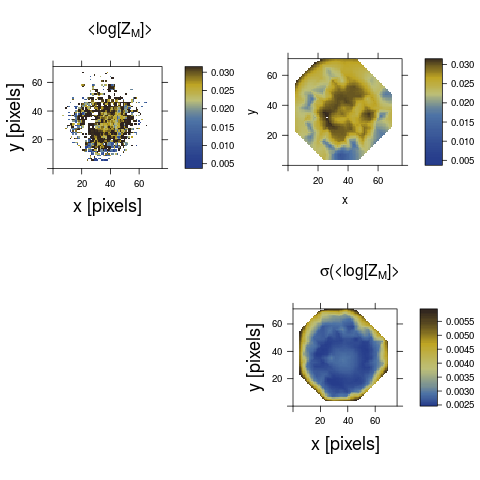 <log[Z_M]>
0.030
0.025
0.020
0.015
0.010
0.005
60
40
20
20 40 60
y [pixels]
x [pixels]
0.030
0.025
0.020
0.015
0.010
0.005
60
40
20
20 40 60
y
x
σ(<log[Z_M]>
0.0055
0.0050
0.0045
0.0040
0.0035
0.0030
0.0025
60
40
20
20 40 60
y [pixels]
x [pixels]